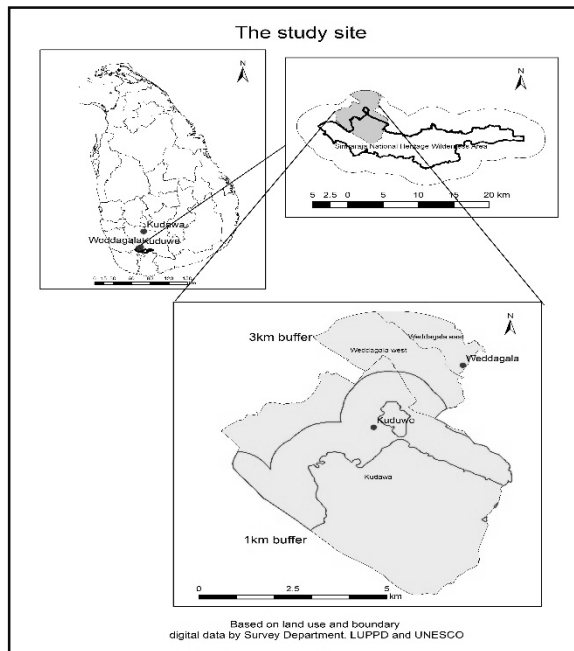 The study site
N
Kudawa
Weddagala
Kuduwe
N
Sinharaja National Heritage Wilderness Area
5 2.5 0 5 10 15 20 km
3km buffer
N
Weddagala east
Weddagala west
Weddagala
Kuduwe
Kudawa
1km buffer
0 2.5 5
km
Based on land use and boundary
digital data by Survey Department. LUPPD and UNESCO